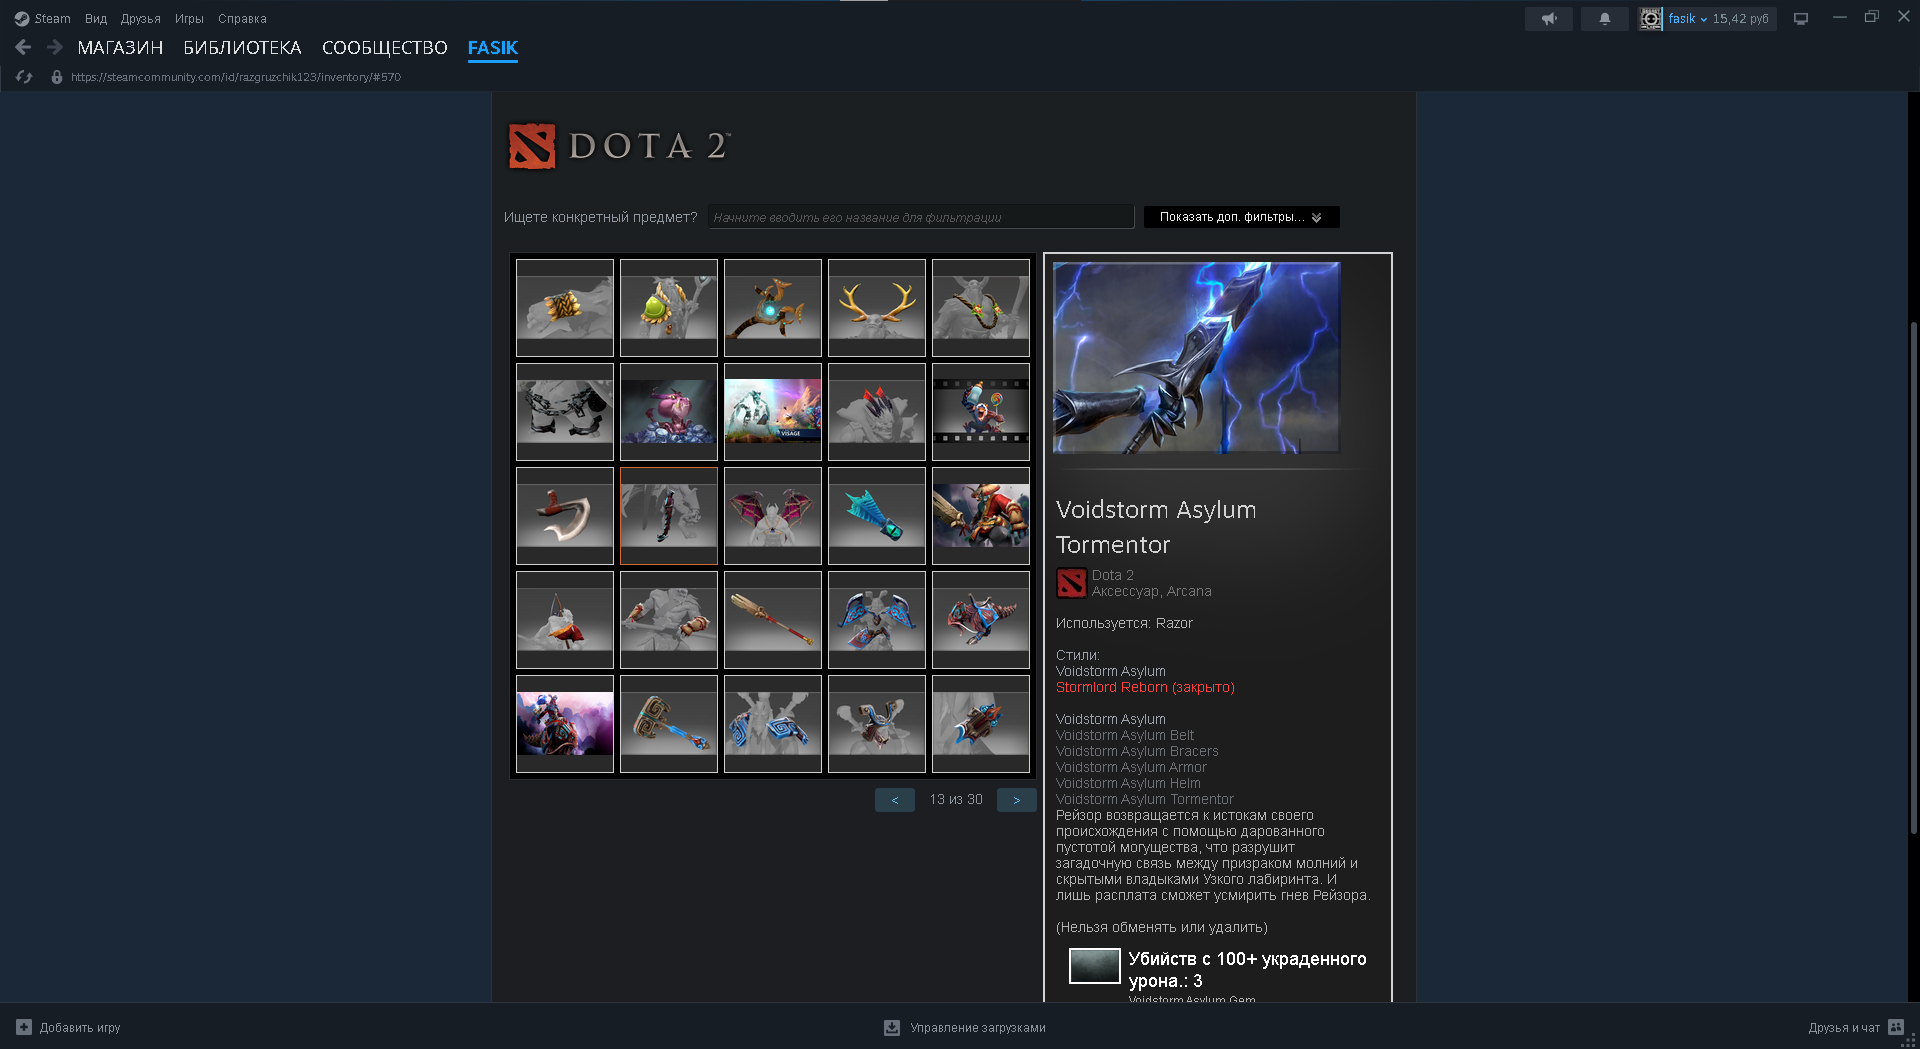 Steam Вид Друзья Игры Справка
fasik 15,42 руб
МАГАЗИН БИБЛИОТЕКА СООБЩЕСТВО FASIK
https://steamcommunity.com/id/razgruzchik123/inventory/#570
DOTA 2™
Ищете конкретный предмет? Начните вводить его название для фильтрации Показать доп. фильтры...
VISAGE
Voidstorm Asylum
Tormentor
Dota 2
Аксессуар, Arcana
Используется: Razor
Стили:
Voidstorm Asylum
Stormlord Reborn (закрыто)
Voidstorm Asylum
Voidstorm Asylum Belt
Voidstorm Asylum Bracers
Voidstorm Asylum Armor
Voidstorm Asylum Helm
Voidstorm Asylum Tormentor
Рейзор возвращается к истокам своего
происхождения с помощью дарованного
пустотой могущества, что разрушит
загадочную связь между призраком молний и
скрытыми владыками Узкого лабиринта. И
лишь расплата сможет усмирить гнев Рейзора.
(Нельзя обменять или удалить)
Убийств с 100+ украденного
урона.: 3
Voidstorm Asylum Gem
< 13 из 30 >
Добавить игру
Управление загрузками
Друзья и чат